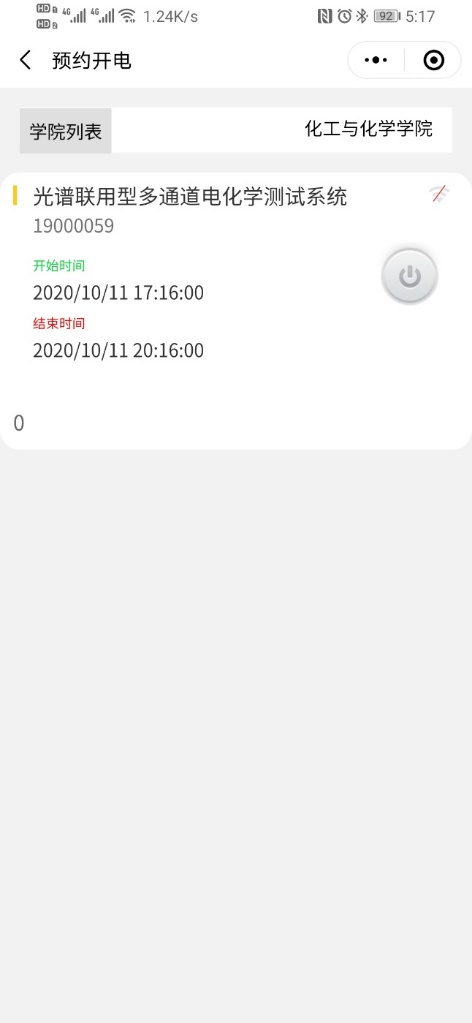 HD 1 4G 4G 1.24K/s 92 5:17
HD 2
预约开电
学院列表 化工与化学学院
光谱联用型多通道电化学测试系统
19000059
开始时间
2020/10/11 17:16:00
结束时间
2020/10/11 20:16:00
0